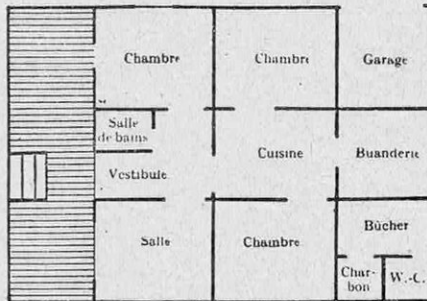 Chambre
Chambre
Garage
Salle
de bains
Vestibule
Cuisine
Buanderie
Salle
Chambre
Bûcher
Char-
bon
W.-C.